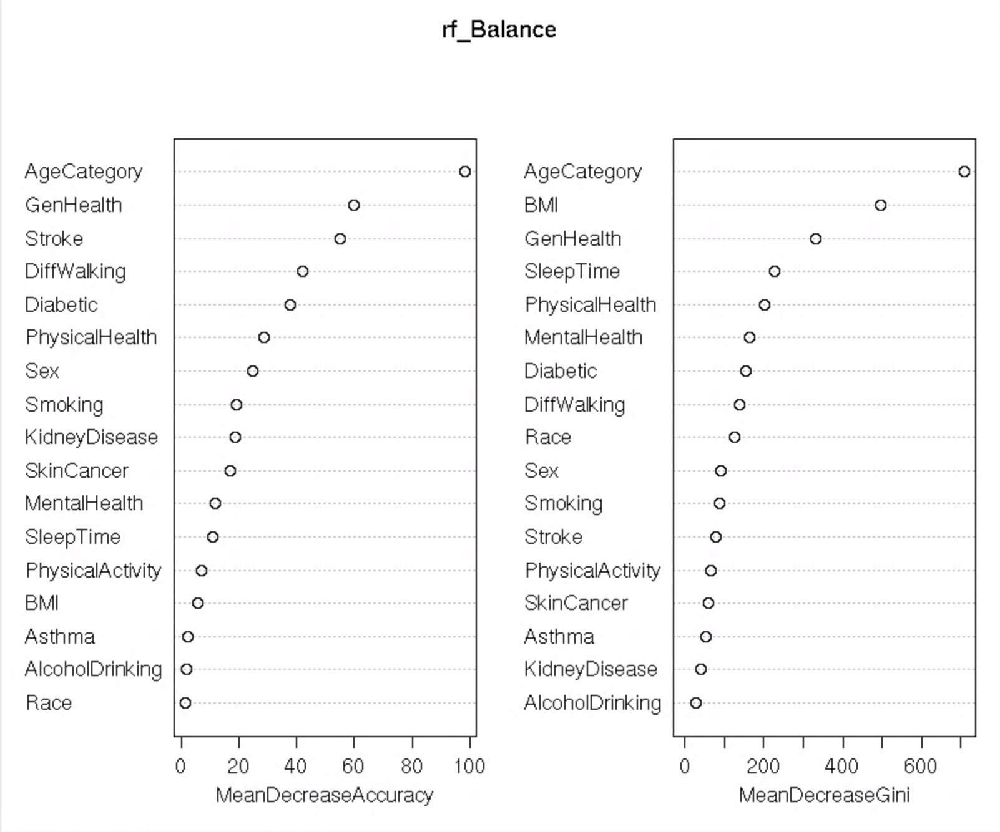 rf_Balance
AgeCategory
GenHealth
Stroke
DiffWalking
Diabetic
PhysicalHealth
Sex
Smoking
KidneyDisease
SkinCancer
MentalHealth
SleepTime
PhysicalActivity
BMI
Asthma
AlcoholDrinking
Race
0 20 40 60 80 100
MeanDecreaseAccuracy
AgeCategory
BMI
GenHealth
SleepTime
PhysicalHealth
MentalHealth
Diabetic
DiffWalking
Race
Sex
Smoking
Stroke
PhysicalActivity
SkinCancer
Asthma
KidneyDisease
AlcoholDrinking
0 200 400 600
MeanDecreaseGini